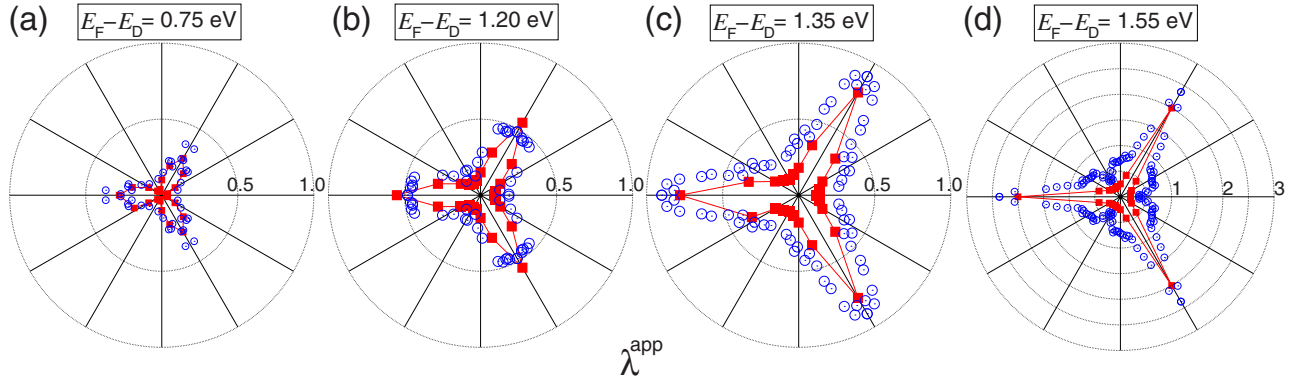 (a) E_F−E_D= 0.75 eV (b) E_F−E_D= 1.20 eV (c) E_F−E_D= 1.35 eV (d) E_F−E_D= 1.55 eV
0.5 1.0 0.5 1.0 0.5 1.0 1 2 3
λ^app